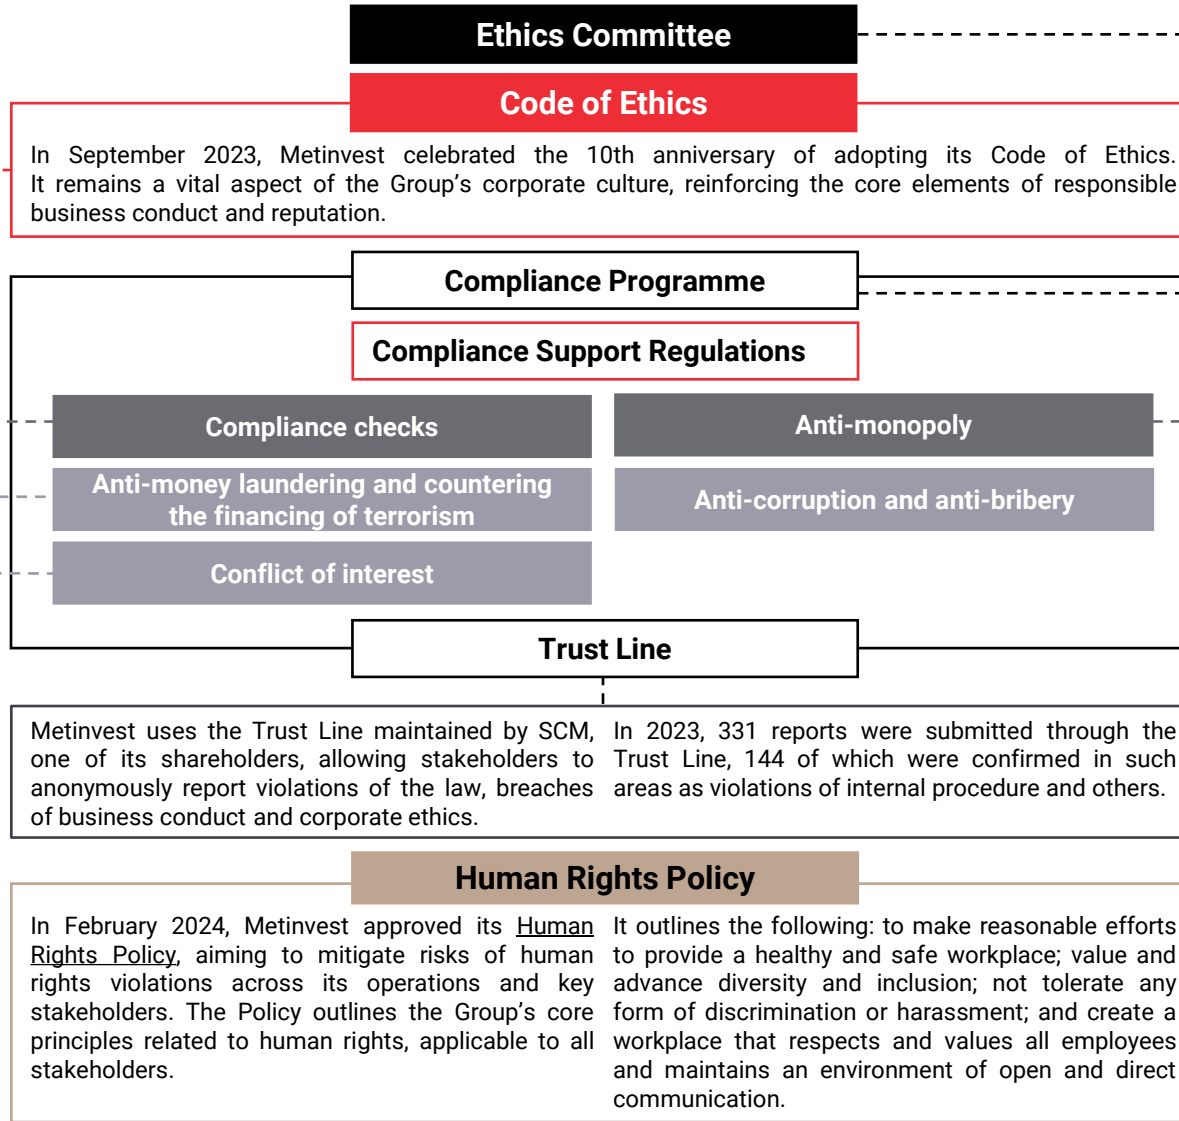 Ethics Committee
Code of Ethics
In September 2023, Metinvest celebrated the 10th anniversary of adopting its Code of Ethics.
It remains a vital aspect of the Group’s corporate culture, reinforcing the core elements of responsible
business conduct and reputation.
Compliance Programme
Compliance Support Regulations
Compliance checks
Anti-monopoly
Anti-money laundering and countering
the financing of terrorism
Anti-corruption and anti-bribery
Conflict of interest
Trust Line
Metinvest uses the Trust Line maintained by SCM,
one of its shareholders, allowing stakeholders to
anonymously report violations of the law, breaches
of business conduct and corporate ethics.
In 2023, 331 reports were submitted through the
Trust Line, 144 of which were confirmed in such
areas as violations of internal procedure and others.
Human Rights Policy
In February 2024, Metinvest approved its Human
Rights Policy, aiming to mitigate risks of human
rights violations across its operations and key
stakeholders. The Policy outlines the Group’s core
principles related to human rights, applicable to all
stakeholders.
It outlines the following: to make reasonable efforts
to provide a healthy and safe workplace; value and
advance diversity and inclusion; not tolerate any
form of discrimination or harassment; and create a
workplace that respects and values all employees
and maintains an environment of open and direct
communication.